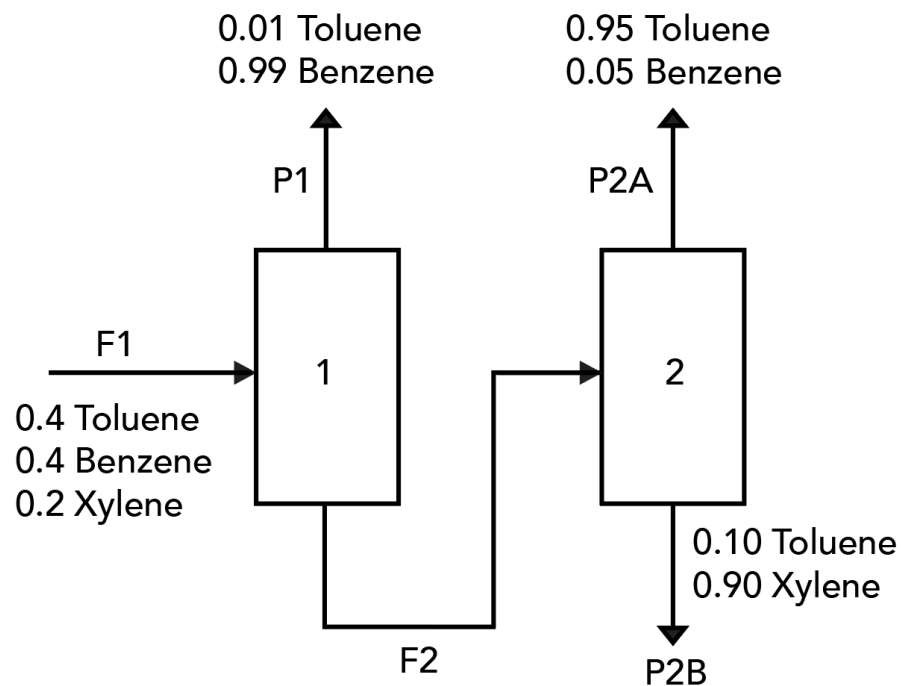 0.01 Toluene
0.99 Benzene
0.95 Toluene
0.05 Benzene
P1
P2A
F1
1
2
0.4 Toluene
0.4 Benzene
0.2 Xylene
0.10 Toluene
0.90 Xylene
F2
P2B